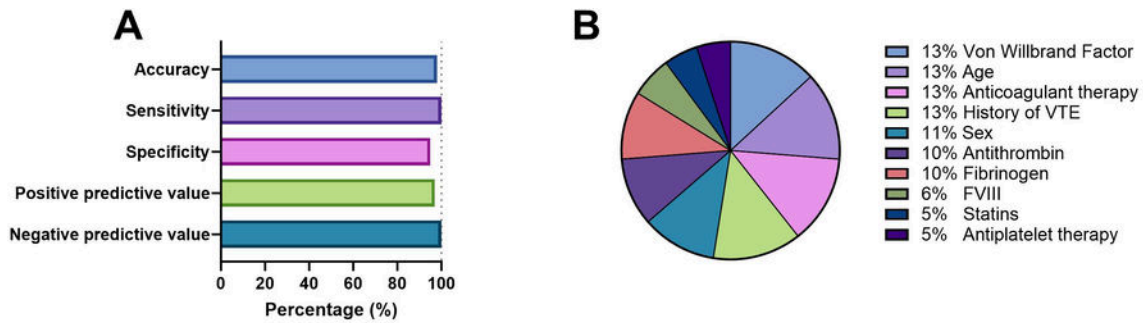 A
Accuracy
Sensitivity
Specificity
Positive predictive value
Negative predictive value
0 20 40 60 80 100
Percentage (%)
B
13% Von Willbrand Factor
13% Age
13% Anticoagulant therapy
13% History of VTE
11% Sex
10% Antithrombin
10% Fibrinogen
6% FVIII
5% Statins
5% Antiplatelet therapy